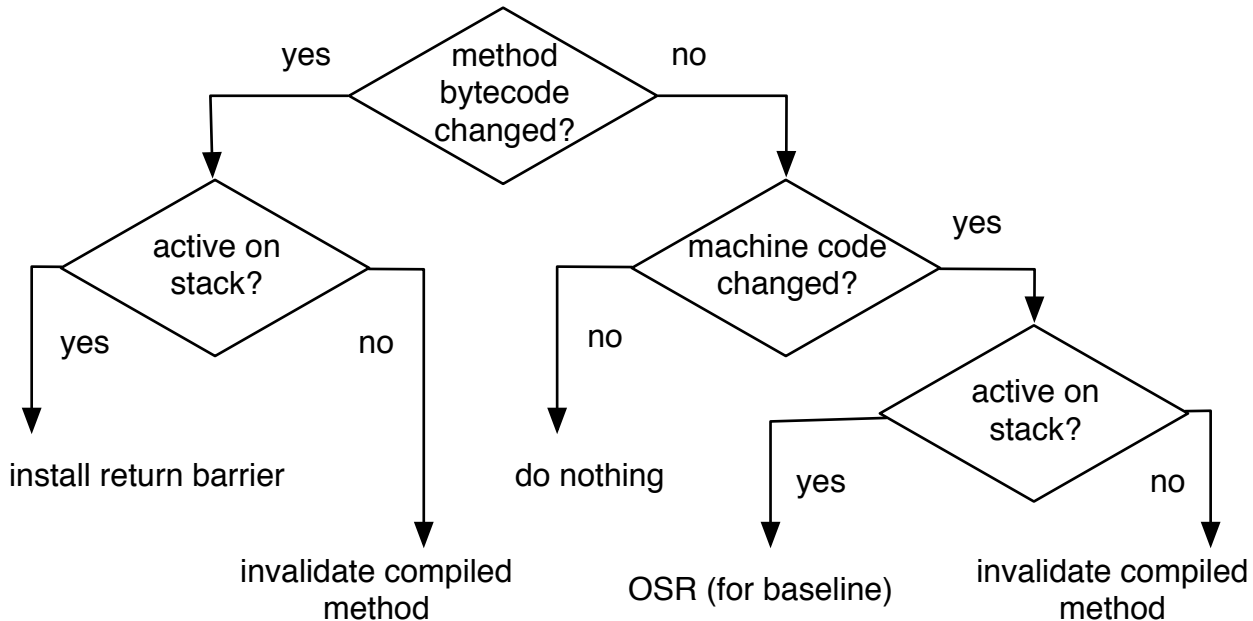 yes
method
bytecode
changed?
no
active on
stack?
machine code
changed?
yes
yes
no
no
active on
stack?
install return barrier
do nothing
yes
no
invalidate compiled
method
OSR (for baseline)
invalidate compiled
method